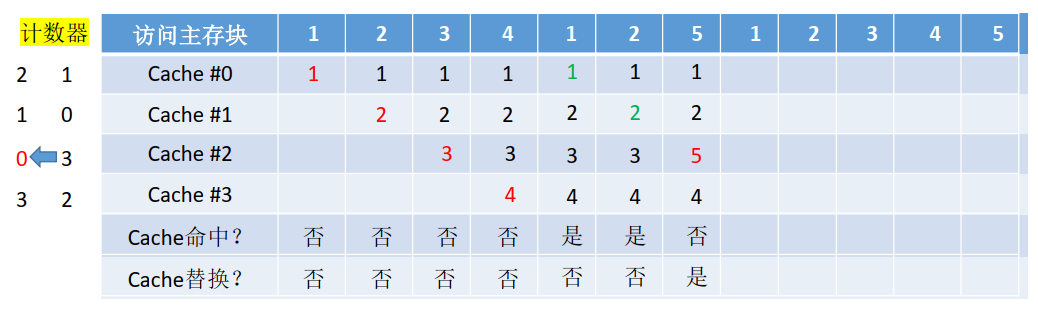 计数器 访问主存块 1 2 3 4 1 2 5 1 2 3 4 5
2 1 Cache #0 1 1 1 1 1 1 1
1 0 Cache #1 2 2 2 2 2 2
0 3 Cache #2 3 3 3 3 5
3 2 Cache #3 4 4 4 4
Cache命中？ 否 否 否 否 是 是 否
Cache替换？ 否 否 否 否 否 否 是